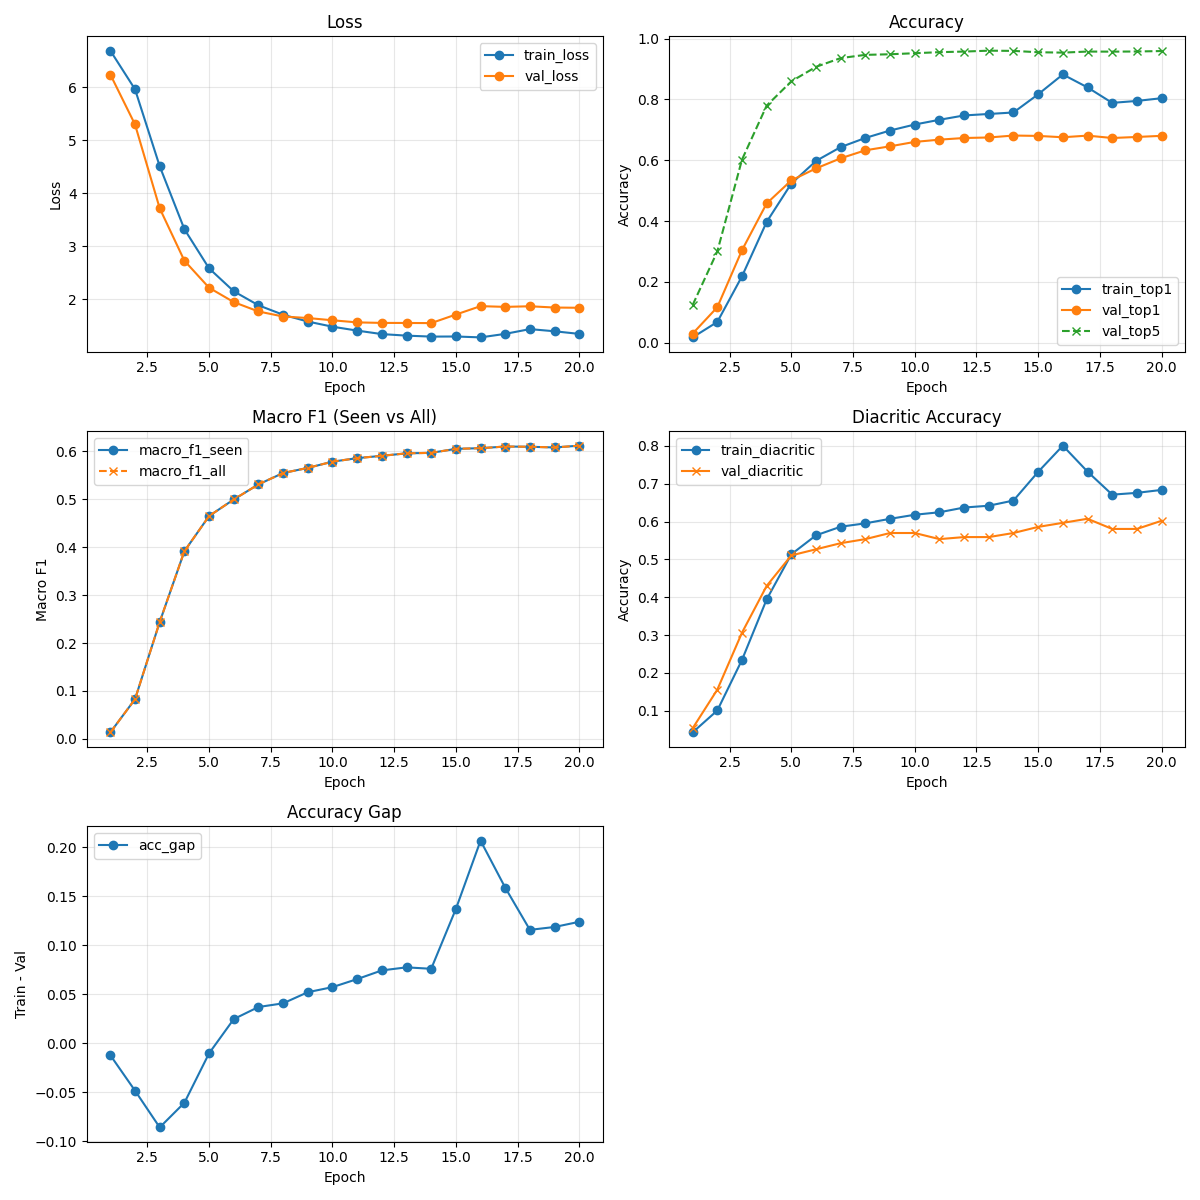 Loss
train_loss
val_loss
6
5
4
3
2
Loss
2.5 5.0 7.5 10.0 12.5 15.0 17.5 20.0
Epoch
Accuracy
1.0
0.8
0.6
0.4
0.2
0.0
Accuracy
train_top1
val_top1
val_top5
2.5 5.0 7.5 10.0 12.5 15.0 17.5 20.0
Epoch
Macro F1 (Seen vs All)
macro_f1_seen
macro_f1_all
0.6
0.5
0.4
0.3
0.2
0.1
0.0
Macro F1
2.5 5.0 7.5 10.0 12.5 15.0 17.5 20.0
Epoch
Diacritic Accuracy
train_diacritic
val_diacritic
0.8
0.7
0.6
0.5
0.4
0.3
0.2
0.1
Accuracy
2.5 5.0 7.5 10.0 12.5 15.0 17.5 20.0
Epoch
Accuracy Gap
acc_gap
0.20
0.15
0.10
0.05
0.00
−0.05
−0.10
Train - Val
2.5 5.0 7.5 10.0 12.5 15.0 17.5 20.0
Epoch